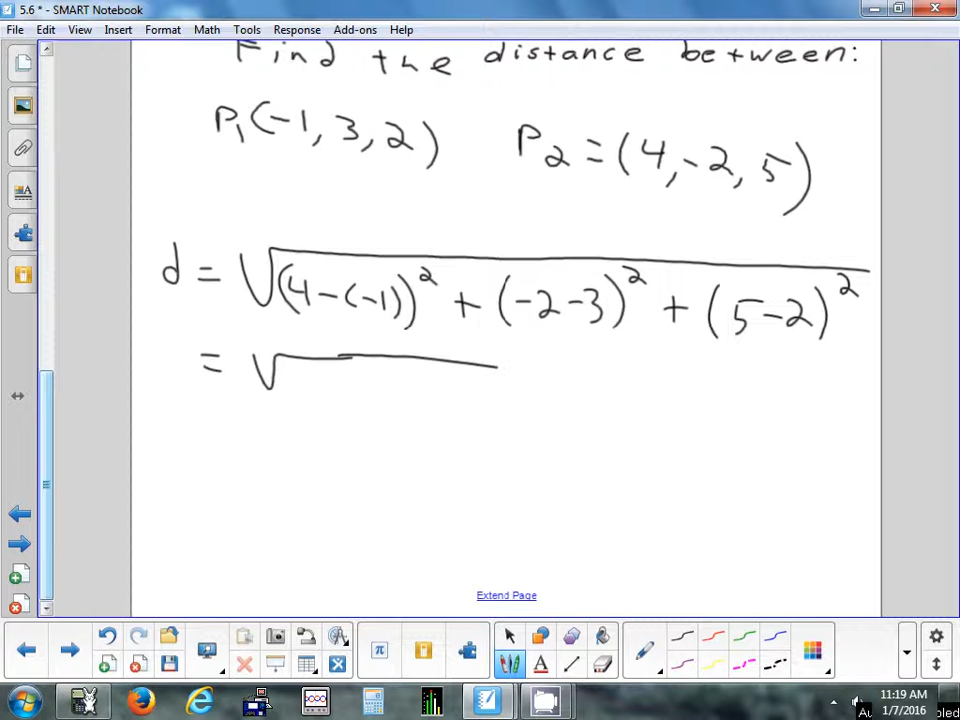 5.6 * - SMART Notebook
File Edit View Insert Format Math Tools Response Add-ons Help
Find the distance between:
P₁(-1, 3, 2) P₂ = (4, -2, 5)
d = √((4-(-1))² + (-2-3)² + (5-2)²)
= √
Extend Page
11:19 AM
1/7/2016